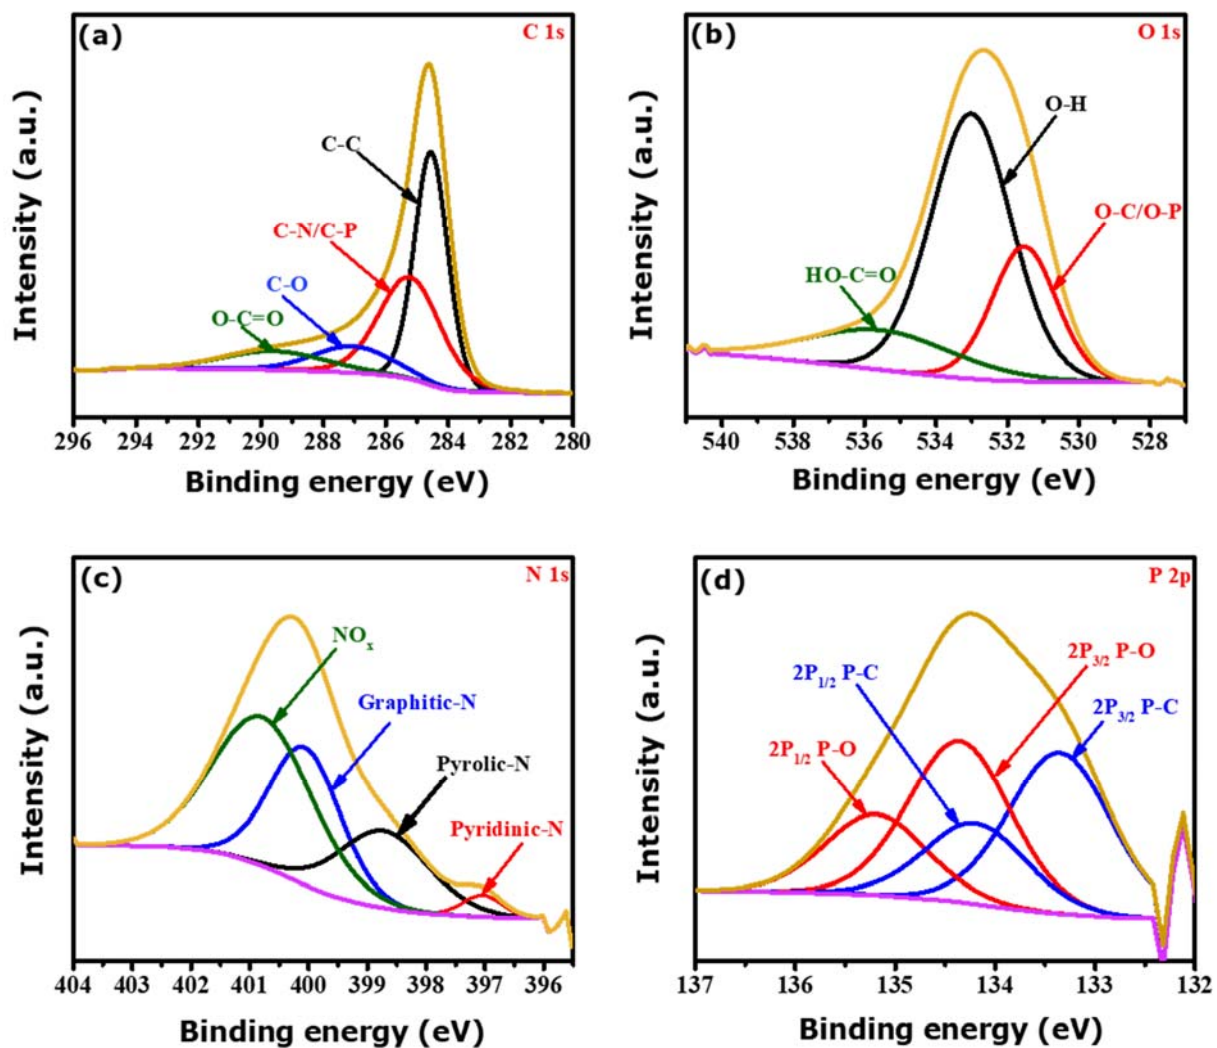 (a)
C 1s
C-C
C-N/C-P
C-O
O-C=O
Intensity (a.u.)
296 292 290 288 286 284 282 280
Binding energy (eV)
(b)
O 1s
O-H
O-C/O-P
HO-C=O
Intensity (a.u.)
540 538 536 534 532 530 528
Binding energy (eV)
(c)
N 1s
NOx
Graphitic-N
Pyrolic-N
Pyridinic-N
Intensity (a.u.)
404 403 402 401 400 399 398 397 396
Binding energy (eV)
(d)
P 2p
2P3/2 P-O
2P1/2 P-C
2P3/2 P-C
2P1/2 P-O
Intensity (a.u.)
137 136 135 134 133 132
Binding energy (eV)